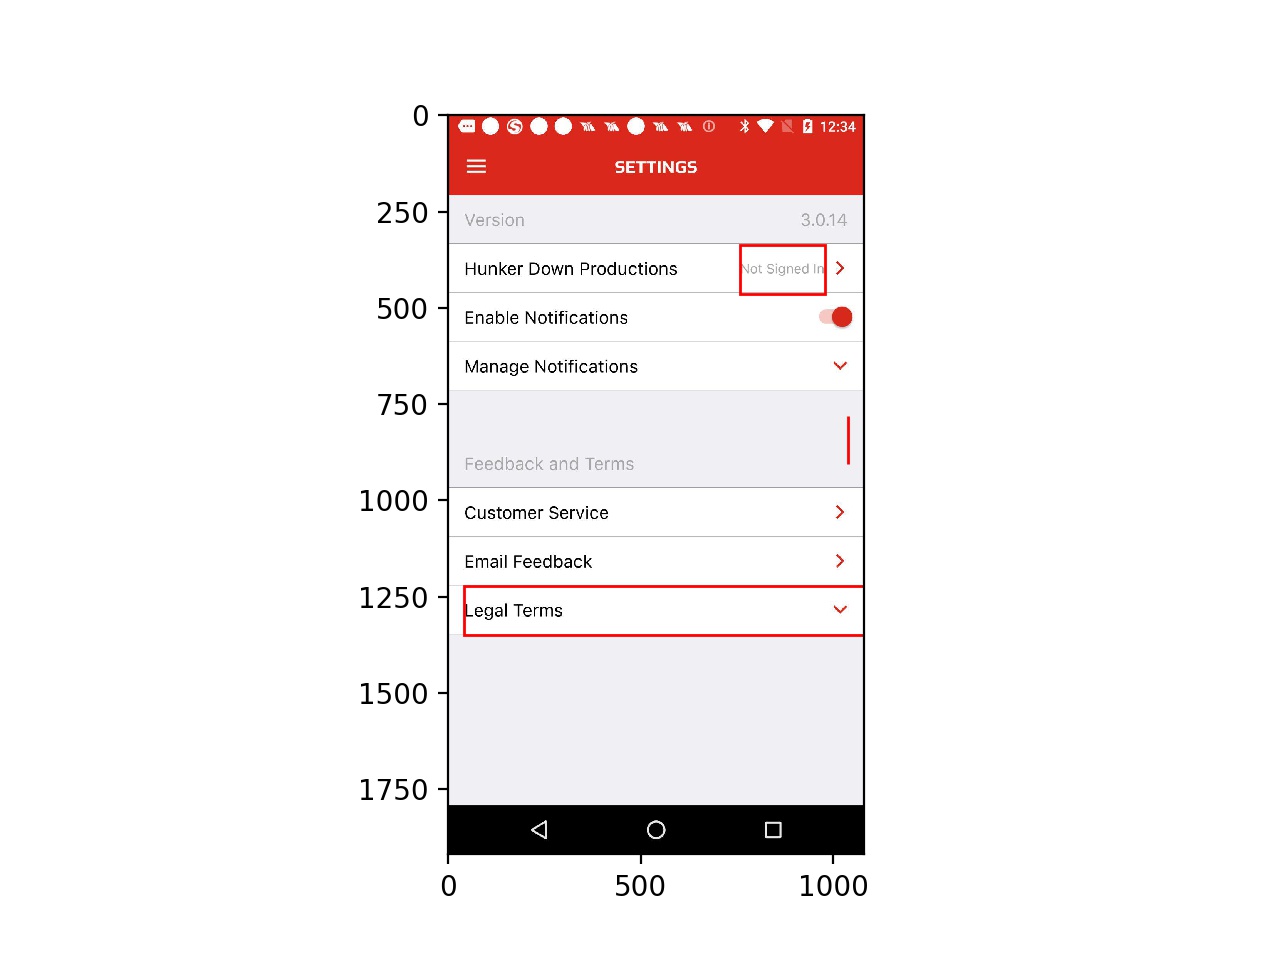 0
12:34
SETTINGS
250
Version 3.0.14
Hunker Down Productions Not Signed In
500
Enable Notifications
Manage Notifications
750
Feedback and Terms
1000
Customer Service
Email Feedback
1250
Legal Terms
1500
1750
0 500 1000